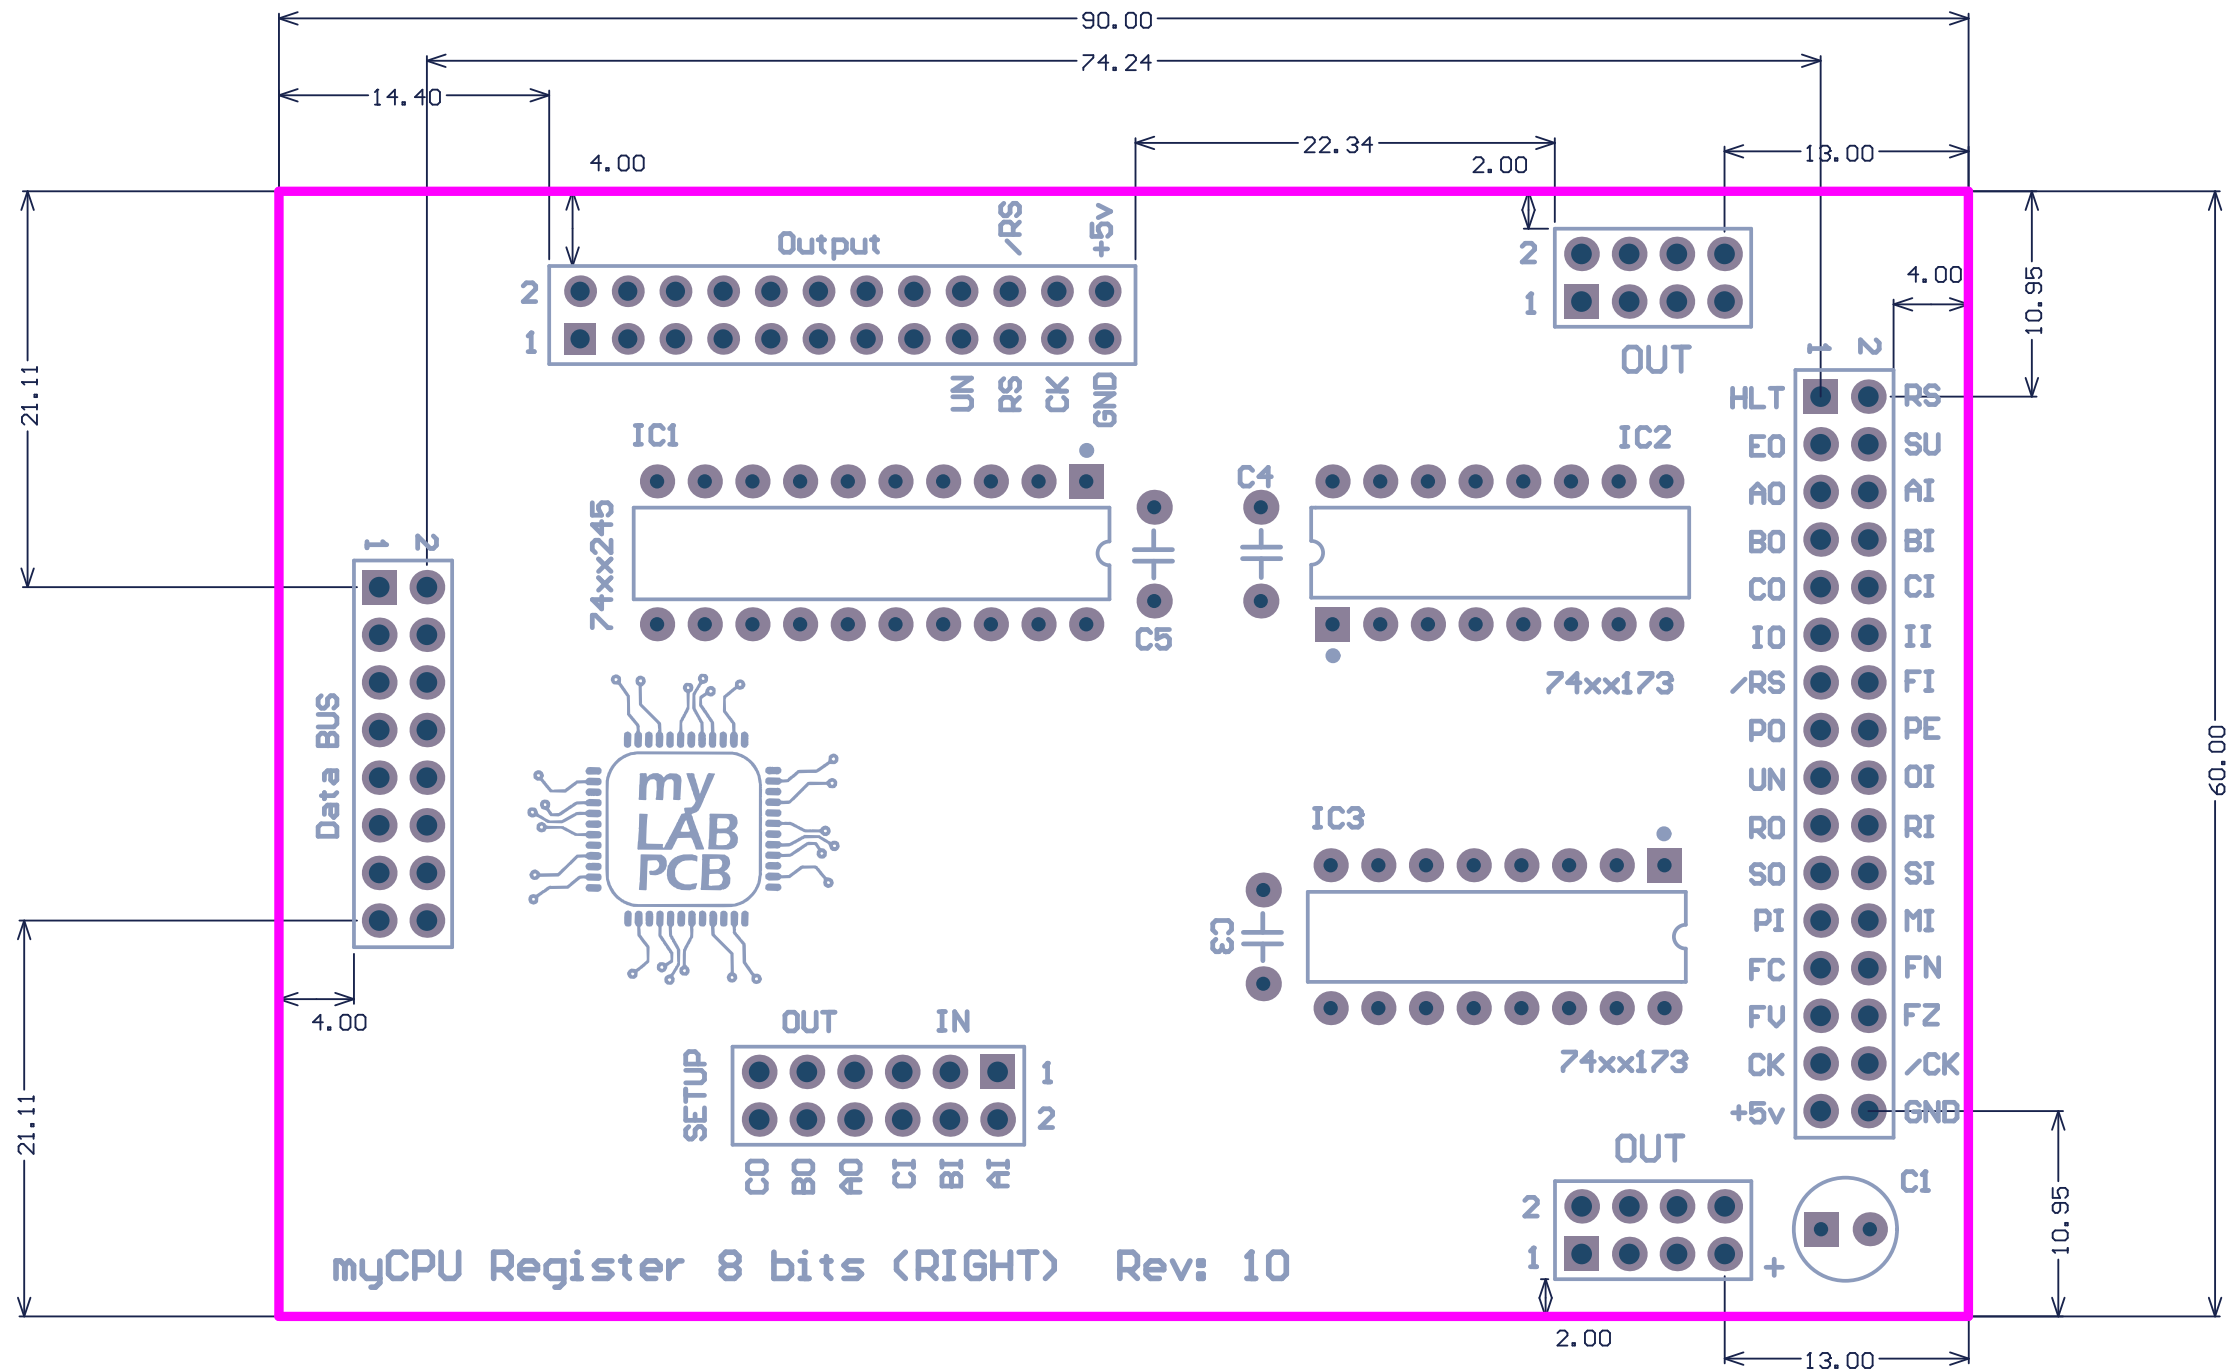 90.00
74.24
14.40
22.34
13.00
4.00
2.00
/RS
+5v
Output
2
1
UN
RS
CK
GND
2
1
OUT
4.00
10.95
21.11
60.00
1 2
HLT RS
EO SU
AO AI
BO BI
CO CI
IO II
/RS FI
PO PE
UN OI
RO RI
SO SI
PI MI
FC FN
FV FZ
CK /CK
+5v GND
IC1
74xx245
C5
C4
IC2
74xx173
1 2
Data BUS
my
LAB
PCB
IC3
C3
74xx173
4.00
21.11
OUT IN
SETUP
1
2
CO
BO
AO
CI
BI
AI
OUT
2
1
C1
+
10.95
myCPU Register 8 bits (RIGHT) Rev: 10
2.00
13.00